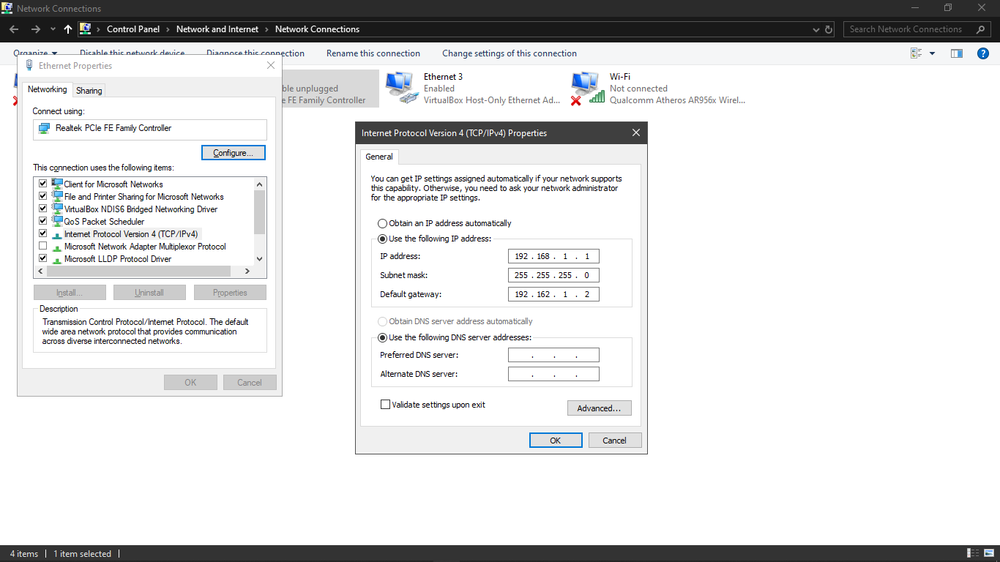 Network Connections
Control Panel > Network and Internet > Network Connections
Search Network Connections
Organize Disable this network device Diagnose this connection Rename this connection Change settings of this connection
Ethernet Properties
Networking Sharing
Connect using:
Realtek PCIe FE Family Controller
Configure...
This connection uses the following items:
Client for Microsoft Networks
File and Printer Sharing for Microsoft Networks
VirtualBox NDIS6 Bridged Networking Driver
QoS Packet Scheduler
Internet Protocol Version 4 (TCP/IPv4)
Microsoft Network Adapter Multiplexor Protocol
Microsoft LLDP Protocol Driver
Install... Uninstall Properties
Description
Transmission Control Protocol/Internet Protocol. The default
wide area network protocol that provides communication
across diverse interconnected networks.
OK Cancel
ble unplugged
e FE Family Controller
Ethernet 3
Enabled
VirtualBox Host-Only Ethernet Ad...
Wi-Fi
Not connected
Qualcomm Atheros AR956x Wirel...
Internet Protocol Version 4 (TCP/IPv4) Properties
General
You can get IP settings assigned automatically if your network supports
this capability. Otherwise, you need to ask your network administrator
for the appropriate IP settings.
Obtain an IP address automatically
Use the following IP address:
IP address: 192 . 168 . 1 . 1
Subnet mask: 255 . 255 . 255 . 0
Default gateway: 192 . 162 . 1 . 2
Obtain DNS server address automatically
Use the following DNS server addresses:
Preferred DNS server: . . .
Alternate DNS server: . . .
Validate settings upon exit
Advanced...
OK Cancel
4 items | 1 item selected |